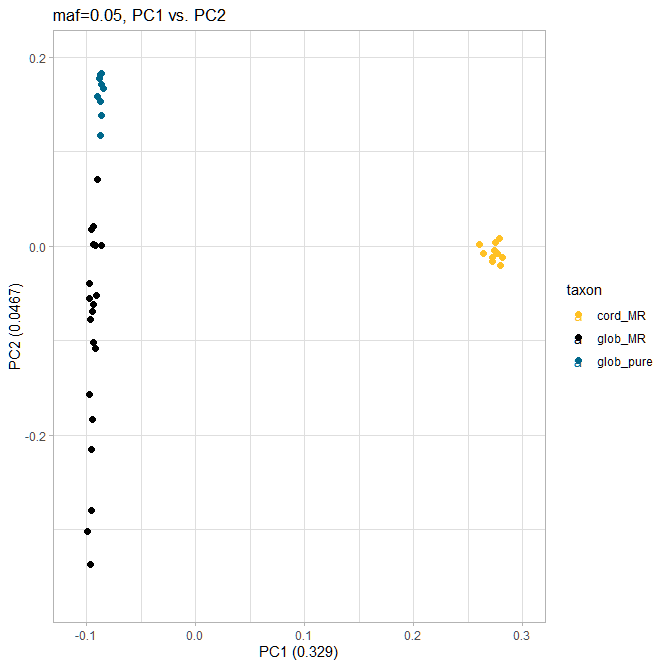 maf=0.05, PC1 vs. PC2
0.2
0.0
-0.2
PC2 (0.0467)
-0.1
0.0
0.1
0.2
0.3
PC1 (0.329)
taxon
a cord_MR
a glob_MR
a glob_pure